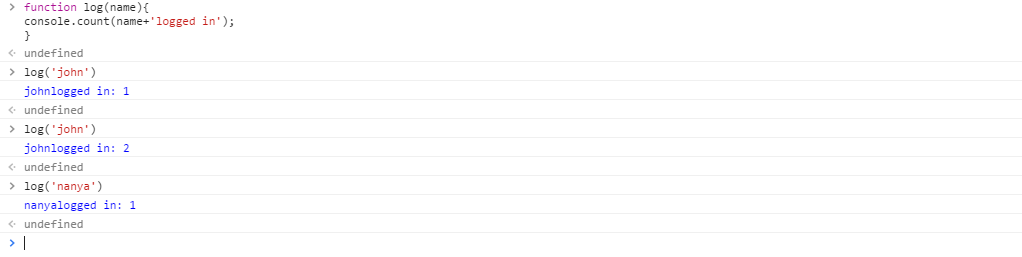 > function log(name){
console.count(name+'logged in');
}
<· undefined
> log('john')
johnlogged in: 1
<· undefined
> log('john')
johnlogged in: 2
<· undefined
> log('nanya')
nanyalogged in: 1
<· undefined
>